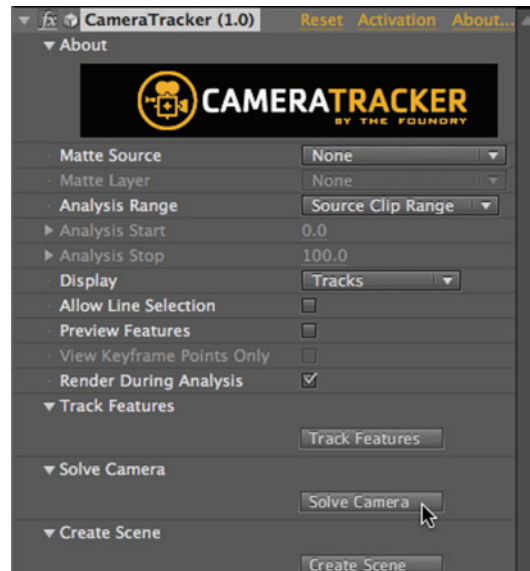 fx CameraTracker (1.0) Reset Activation About...
About
CAMERATRACKER
BY THE FOUNDRY
Matte Source None
Matte Layer None
Analysis Range Source Clip Range
Analysis Start 0.0
Analysis Stop 100.0
Display Tracks
Allow Line Selection
Preview Features
View Keyframe Points Only
Render During Analysis
Track Features
Track Features
Solve Camera
Solve Camera
Create Scene
Create Scene